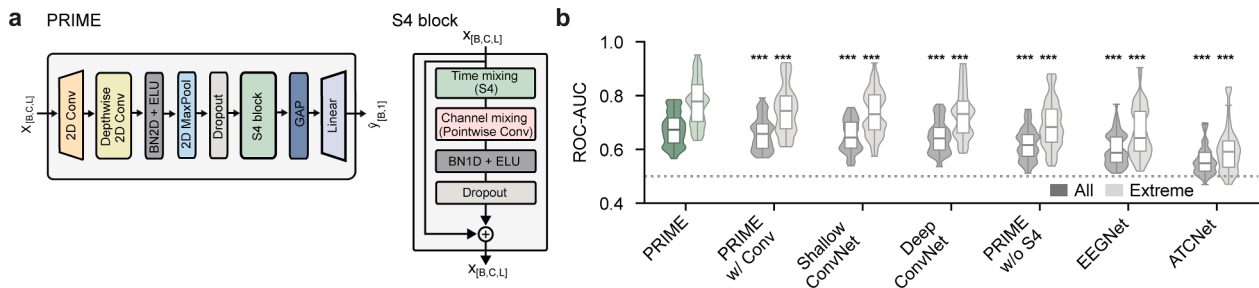 a PRIME
X[B,C,L]
2D Conv
Depthwise
2D Conv
BN2D + ELU
2D MaxPool
Dropout
S4 block
GAP
Linear
ŷ[B,1]
S4 block
X[B,C,L]
Time mixing
(S4)
Channel mixing
(Pointwise Conv)
BN1D + ELU
Dropout
+
X[B,C,L]
b
ROC-AUC
1.0
0.8
0.6
0.4
*** *** *** *** *** *** *** *** *** *** *** ***
All Extreme
PRIME
PRIME
w/ Conv
Shallow
ConvNet
Deep
ConvNet
PRIME
w/o S4
EEGNet
ATCNet